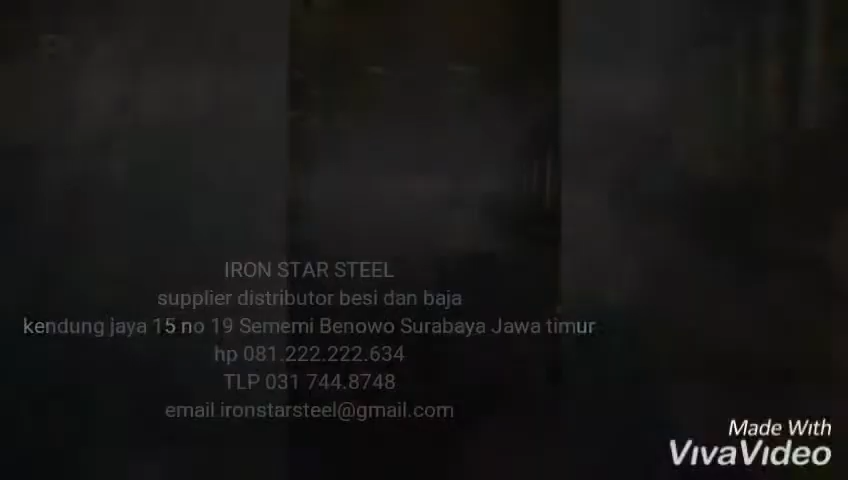 IRON STAR STEEL
supplier distributor besi dan baja
kendung jaya 15 no 19 Sememi Benowo Surabaya Jawa timur
hp 081.222.222.634
TLP 031 744.8748
email.ironstarsteel@gmail.com
Made With
VivaVideo